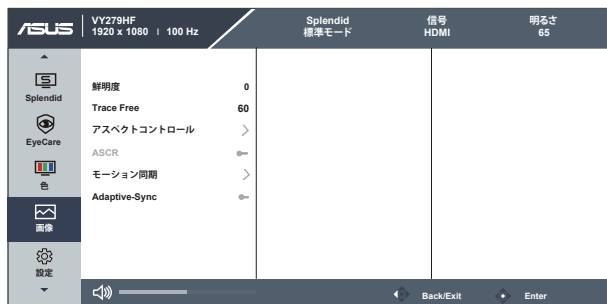 ASUS
VY279HF
1920 x 1080 I 100 Hz
Splendid
標準モード
信号
HDMI
明るさ
65
Splendid
EyeCare
色
画像
設定
鮮明度 0
Trace Free 60
アスペクトコントロール
ASCR
モーション同期
Adaptive-Sync
Back/Exit
Enter